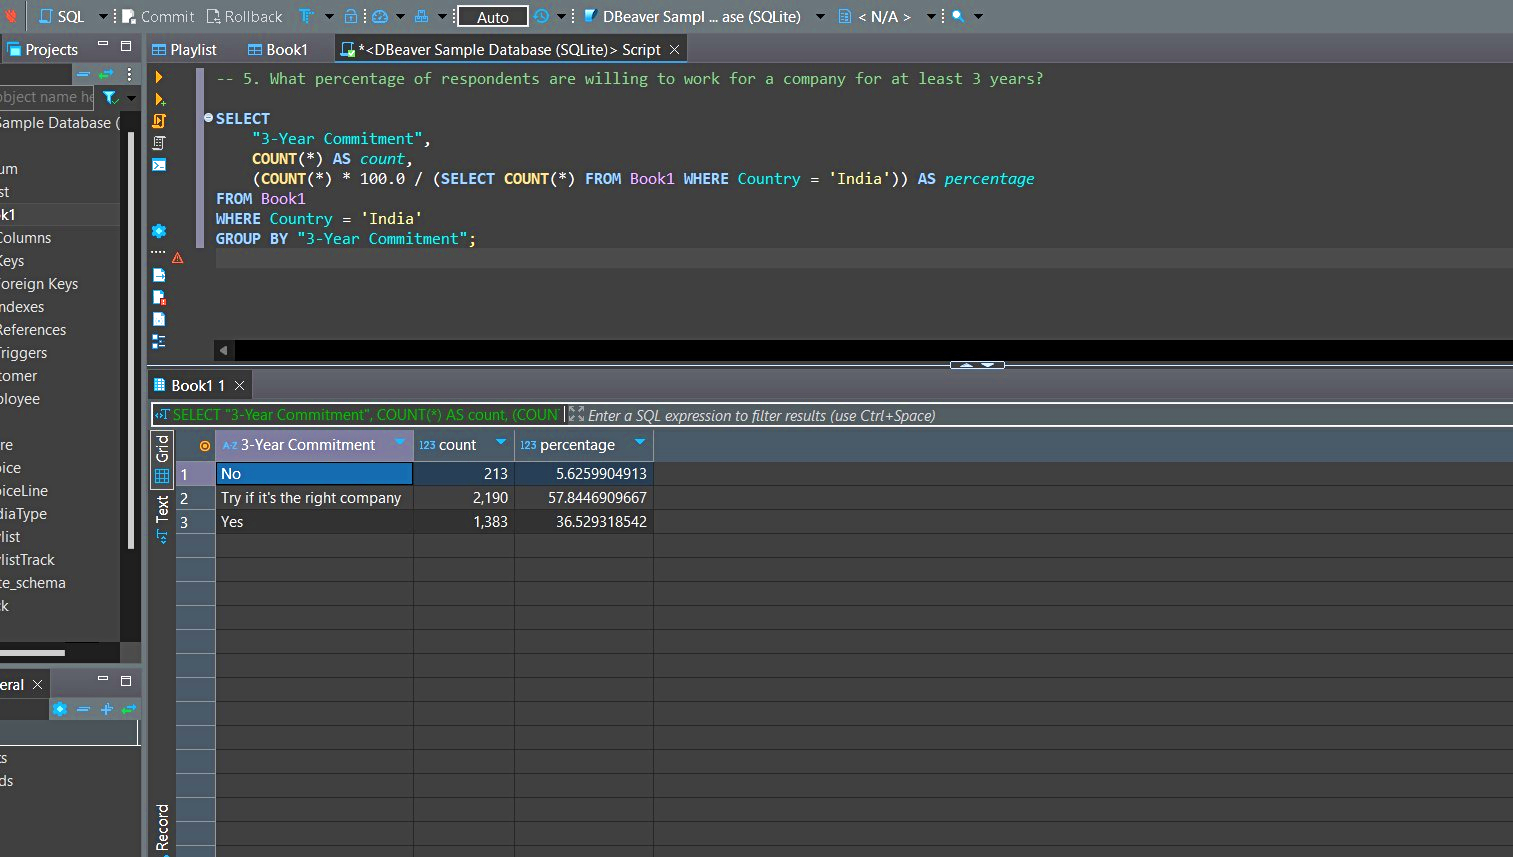 SQL Commit Rollback Auto DBeaver Sampl ... ase (SQLite) < N/A >
Projects Playlist Book1 *<DBeaver Sample Database (SQLite)> Script
object name he
Sample Database (
um
st
k1
Columns
Keys
oreign Keys
ndexes
References
riggers
tomer
ployee
re
oice
oiceLine
diaType
list
listTrack
te_schema
k
eral
ts
ds
-- 5. What percentage of respondents are willing to work for a company for at least 3 years?
SELECT
"3-Year Commitment",
COUNT(*) AS count,
(COUNT(*) * 100.0 / (SELECT COUNT(*) FROM Book1 WHERE Country = 'India')) AS percentage
FROM Book1
WHERE Country = 'India'
GROUP BY "3-Year Commitment";
Book1 1
SELECT "3-Year Commitment", COUNT(*) AS count, (COUN Enter a SQL expression to filter results (use Ctrl+Space)
Grid
Text
Record
A-Z 3-Year Commitment 123 count 123 percentage
1 No 213 5.6259904913
2 Try if it's the right company 2,190 57.8446909667
3 Yes 1,383 36.529318542